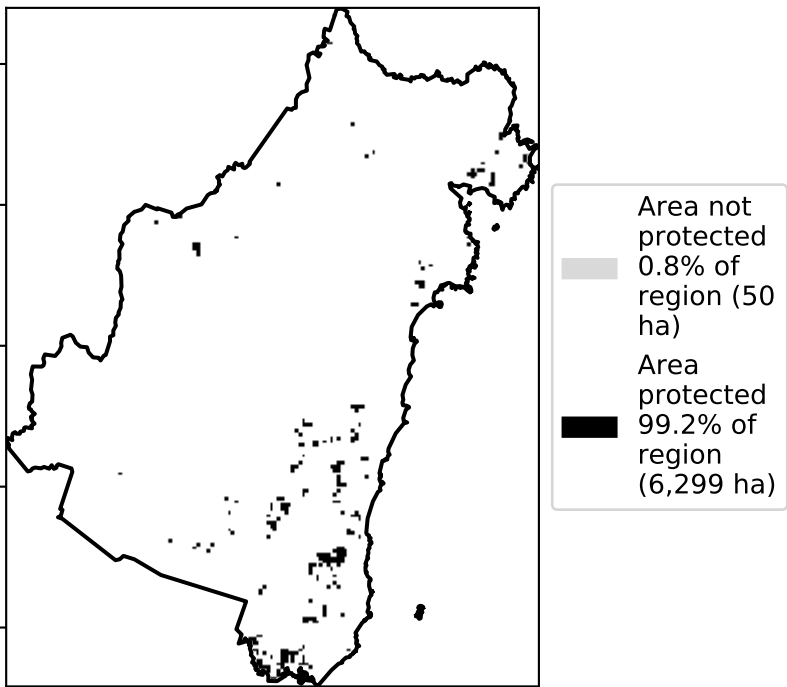 Area not
protected
0.8% of
region (50
ha)
Area
protected
99.2% of
region
(6,299 ha)